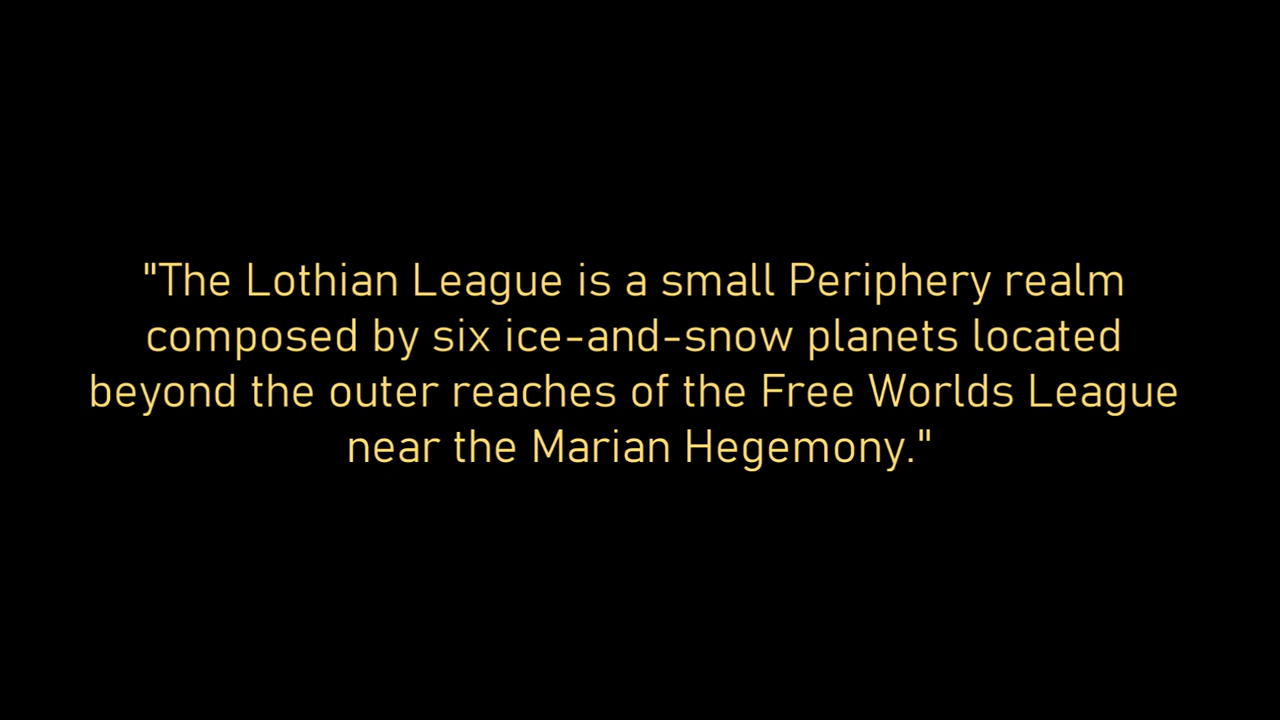 "The Lothian League is a small Periphery realm
composed by six ice-and-snow planets located
beyond the outer reaches of the Free Worlds League
near the Marian Hegemony."